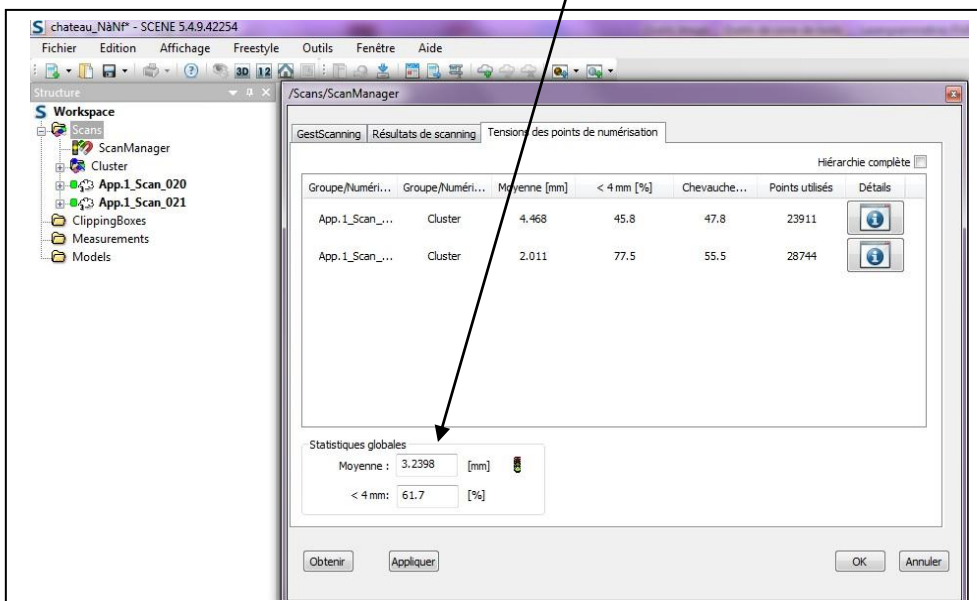 S chateau_NàNf* - SCENE 5.4.9.42254
Fichier Edition Affichage Freestyle Outils Fenêtre Aide
3D 12
Structure
/Scans/ScanManager
S Workspace
Scans
ScanManager
Cluster
App.1_Scan_020
App.1_Scan_021
ClippingBoxes
Measurements
Models
GestScanning Résultats de scanning Tensions des points de numérisation
Hiérarchie complète
Groupe/Numéri... Groupe/Numéri... Moyenne [mm] < 4 mm [%] Chevauche... Points utilisés Détails
App.1_Scan_... Cluster 4.468 45.8 47.8 23911
App.1_Scan_... Cluster 2.011 77.5 55.5 28744
Statistiques globales
Moyenne : 3.2398 [mm]
< 4 mm: 61.7 [%]
Obtenir Appliquer OK Annuler